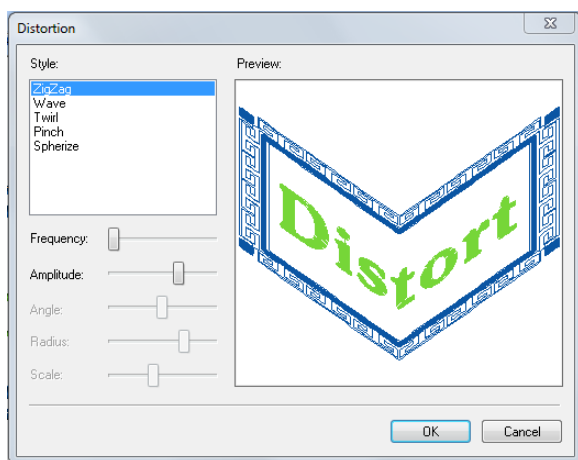 Distortion
Style:
Preview:
ZigZag
Wave
Twirl
Pinch
Spherize
Distort
Frequency:
Amplitude:
Angle:
Radius:
Scale:
OK
Cancel